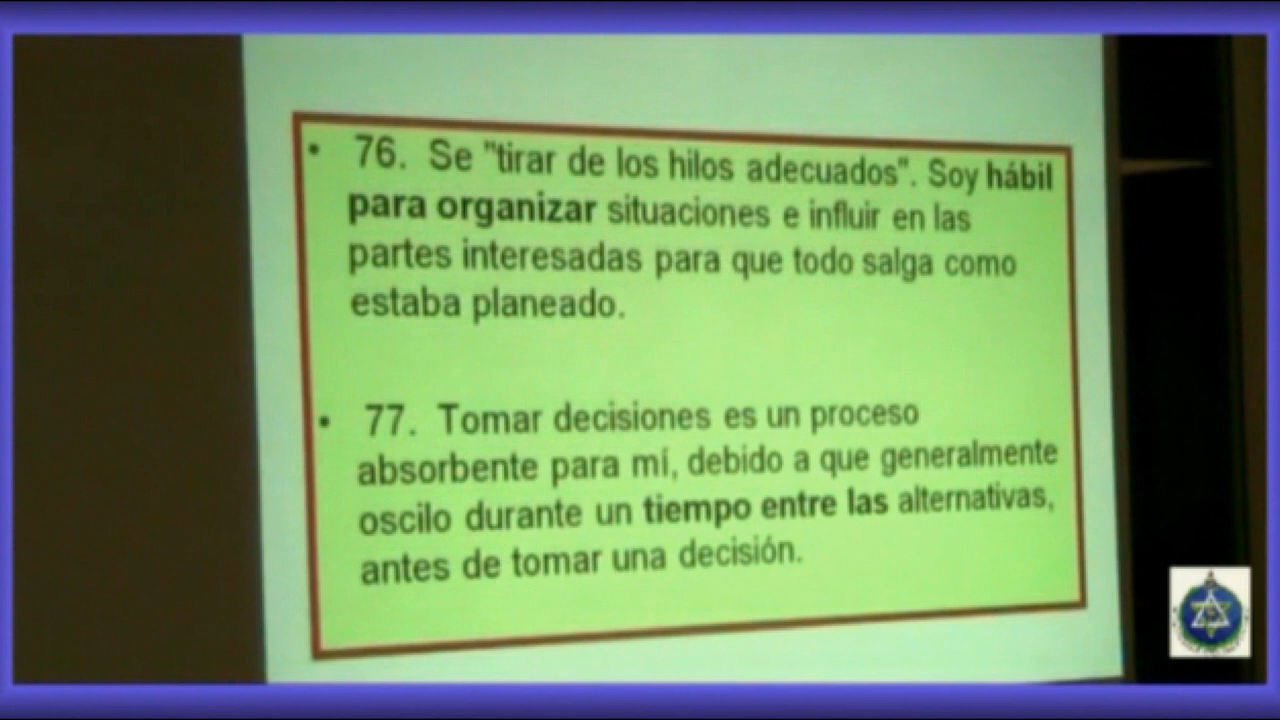 • 76. Se "tirar de los hilos adecuados". Soy hábil
para organizar situaciones e influir en las
partes interesadas para que todo salga como
estaba planeado.
• 77. Tomar decisiones es un proceso
absorbente para mí, debido a que generalmente
oscilo durante un tiempo entre las alternativas,
antes de tomar una decisión.